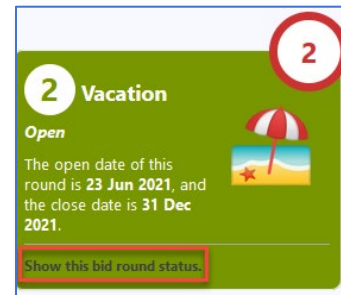 2
2 Vacation
Open
The open date of this
round is 23 Jun 2021, and
the close date is 31 Dec
2021.
Show this bid round status.